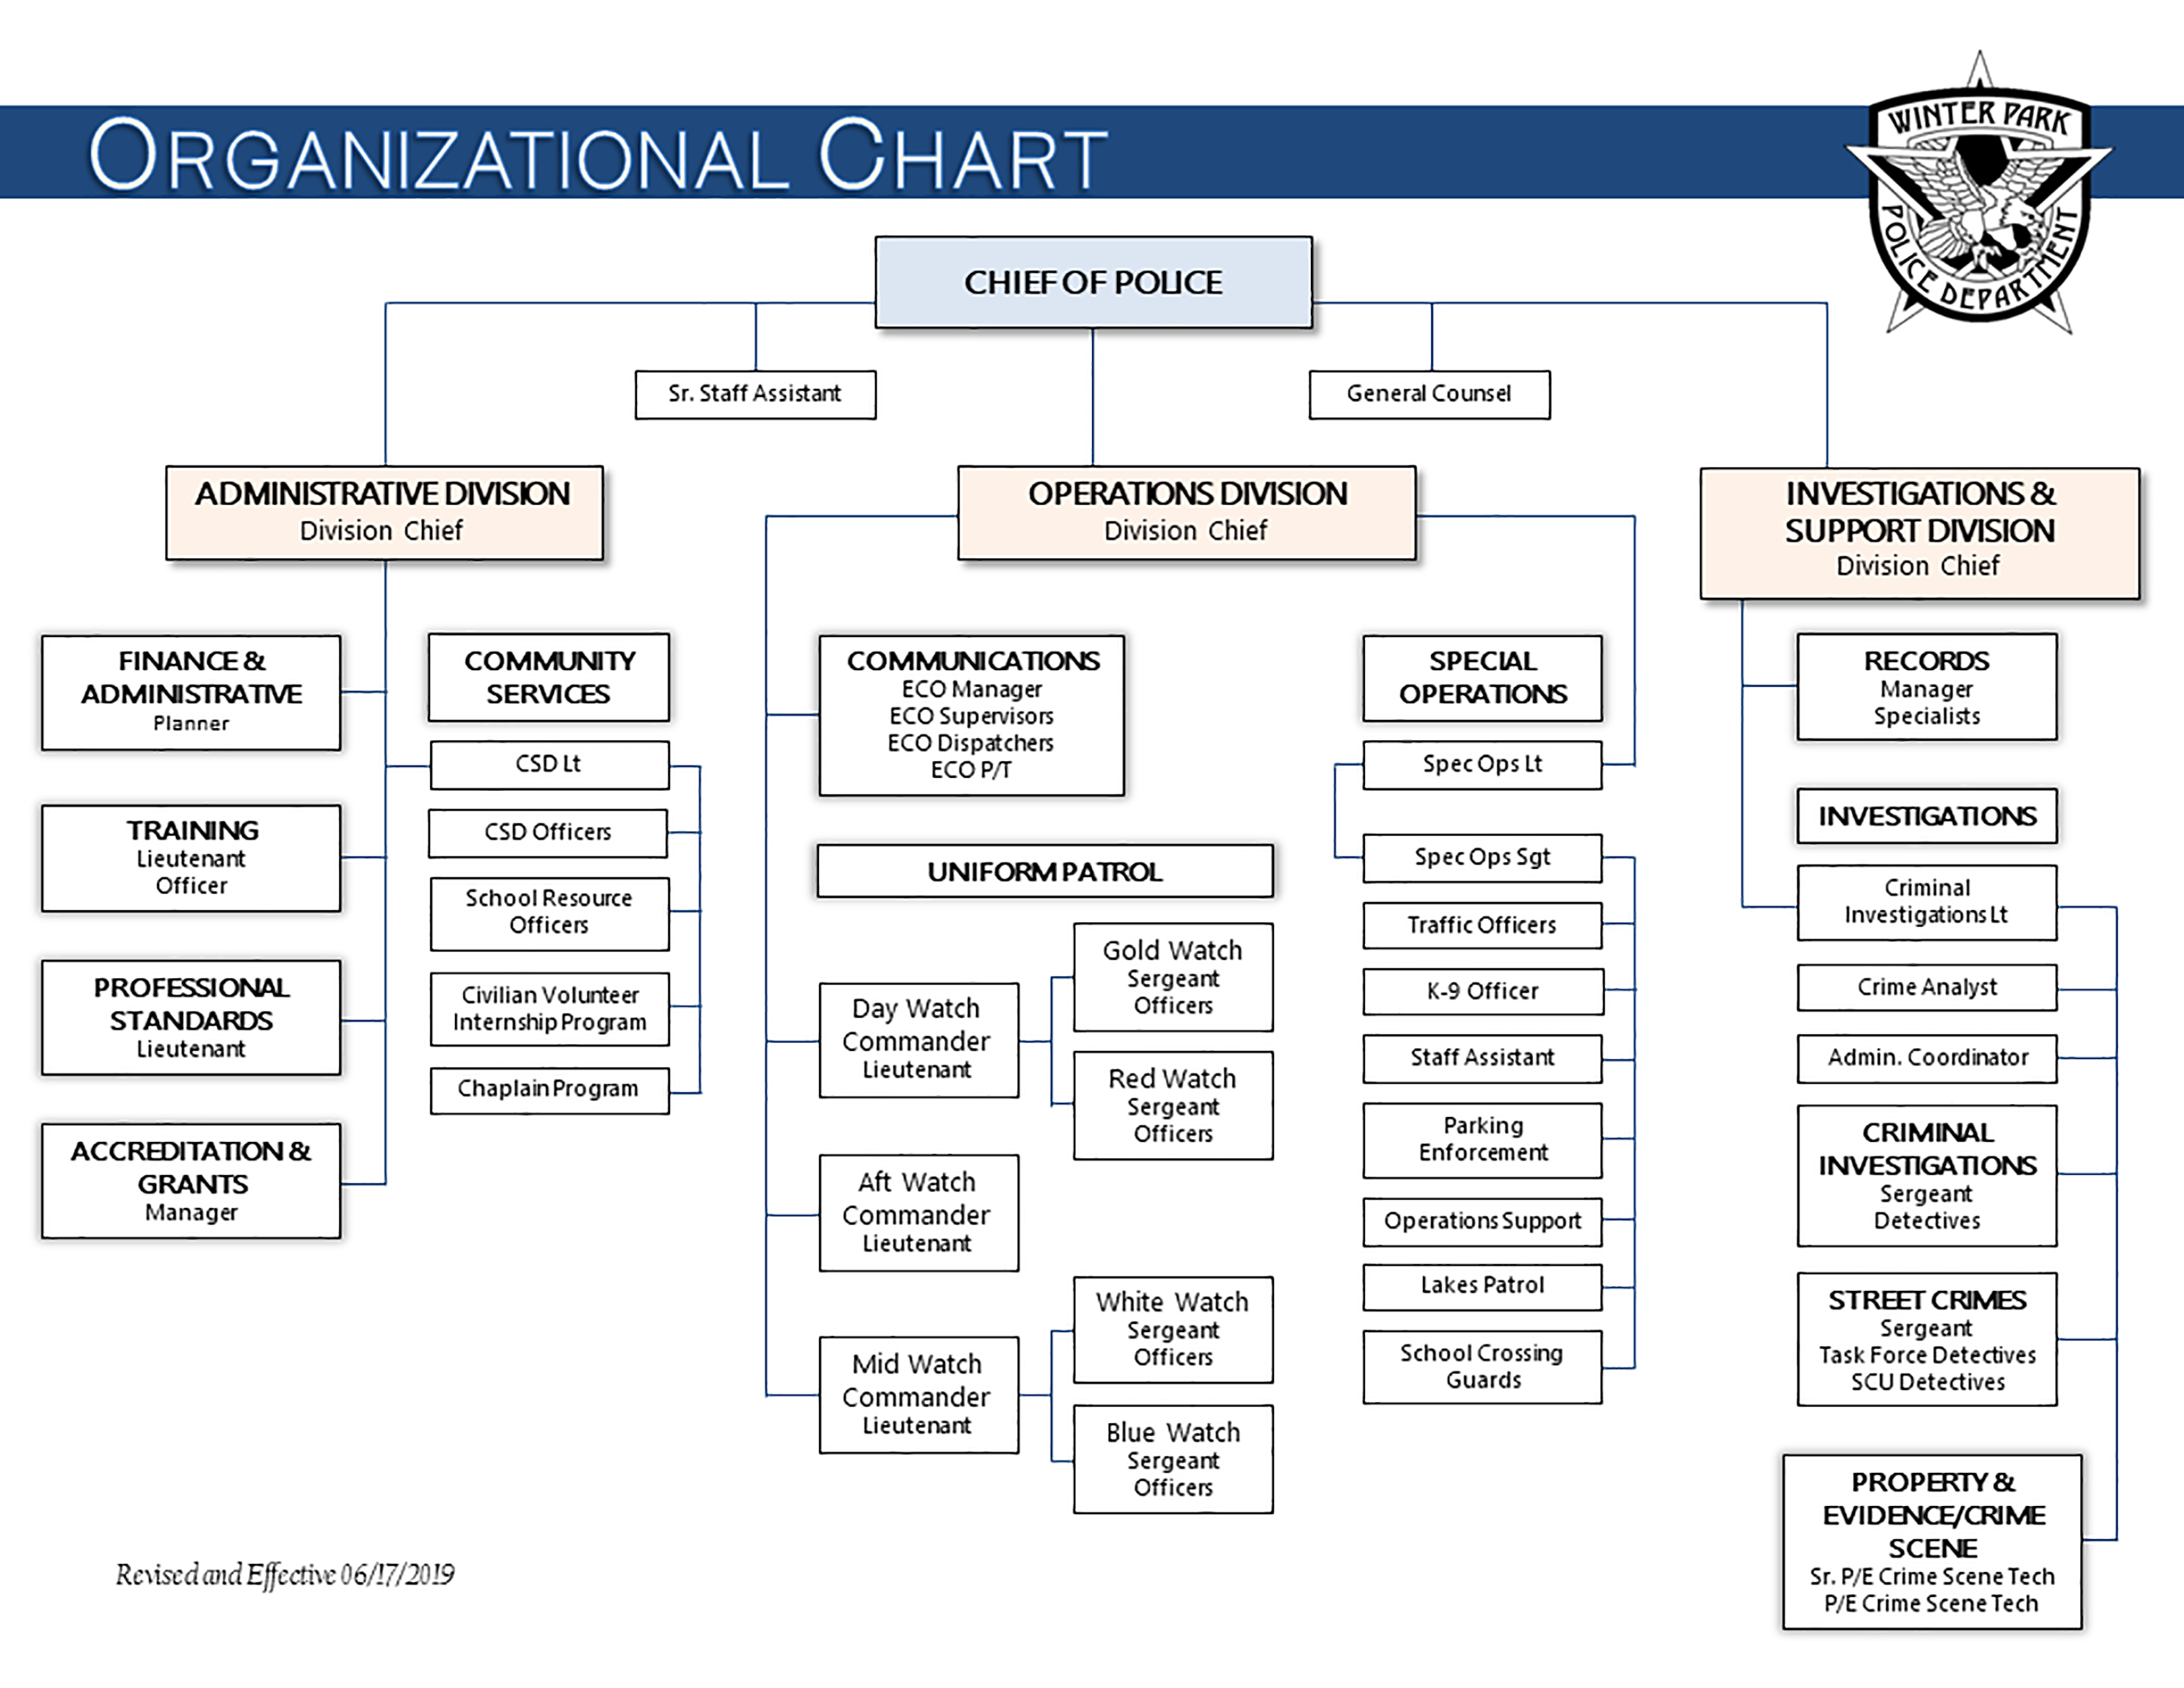 ORGANIZATIONAL CHART
WINTER PARK
POLICE DEPARTMENT
CHIEF OF POLICE
Sr. Staff Assistant
General Counsel
ADMINISTRATIVE DIVISION
Division Chief
OPERATIONS DIVISION
Division Chief
INVESTIGATIONS &
SUPPORT DIVISION
Division Chief
FINANCE &
ADMINISTRATIVE
Planner
TRAINING
Lieutenant
Officer
PROFESSIONAL
STANDARDS
Lieutenant
ACCREDITATION &
GRANTS
Manager
COMMUNITY
SERVICES
CSD Lt
CSD Officers
School Resource
Officers
Civilian Volunteer
Internship Program
Chaplain Program
COMMUNICATIONS
ECO Manager
ECO Supervisors
ECO Dispatchers
ECO P/T
UNIFORM PATROL
Day Watch
Commander
Lieutenant
Gold Watch
Sergeant
Officers
Red Watch
Sergeant
Officers
Aft Watch
Commander
Lieutenant
Mid Watch
Commander
Lieutenant
White Watch
Sergeant
Officers
Blue Watch
Sergeant
Officers
SPECIAL
OPERATIONS
Spec Ops Lt
Spec Ops Sgt
Traffic Officers
K-9 Officer
Staff Assistant
Parking
Enforcement
Operations Support
Lakes Patrol
School Crossing
Guards
RECORDS
Manager
Specialists
INVESTIGATIONS
Criminal
Investigations Lt
Crime Analyst
Admin. Coordinator
CRIMINAL
INVESTIGATIONS
Sergeant
Detectives
STREET CRIMES
Sergeant
Task Force Detectives
SCU Detectives
PROPERTY &
EVIDENCE/CRIME
SCENE
Sr. P/E Crime Scene Tech
P/E Crime Scene Tech
Revised and Effective 06/17/2019